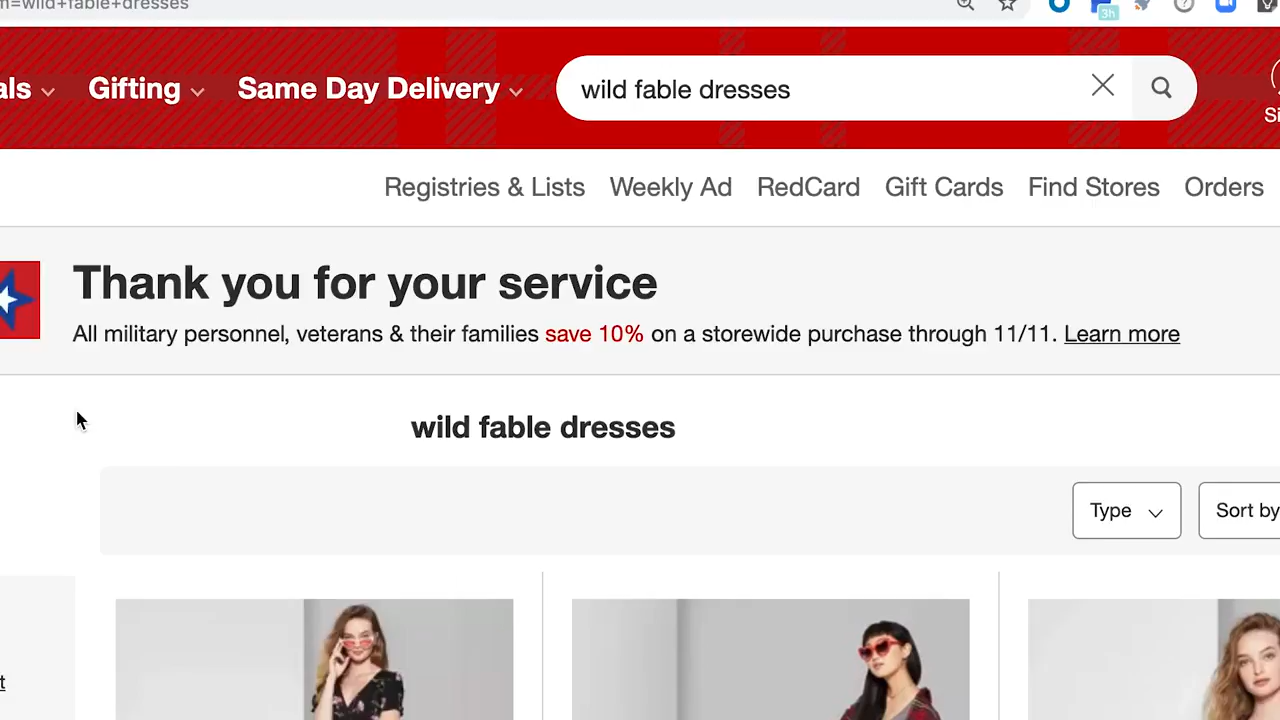 m=wild+fable+dresses
3h
als Gifting Same Day Delivery wild fable dresses
Si
Registries & Lists Weekly Ad RedCard Gift Cards Find Stores Orders
Thank you for your service
All military personnel, veterans & their families save 10% on a storewide purchase through 11/11. Learn more
wild fable dresses
Type Sort by
t